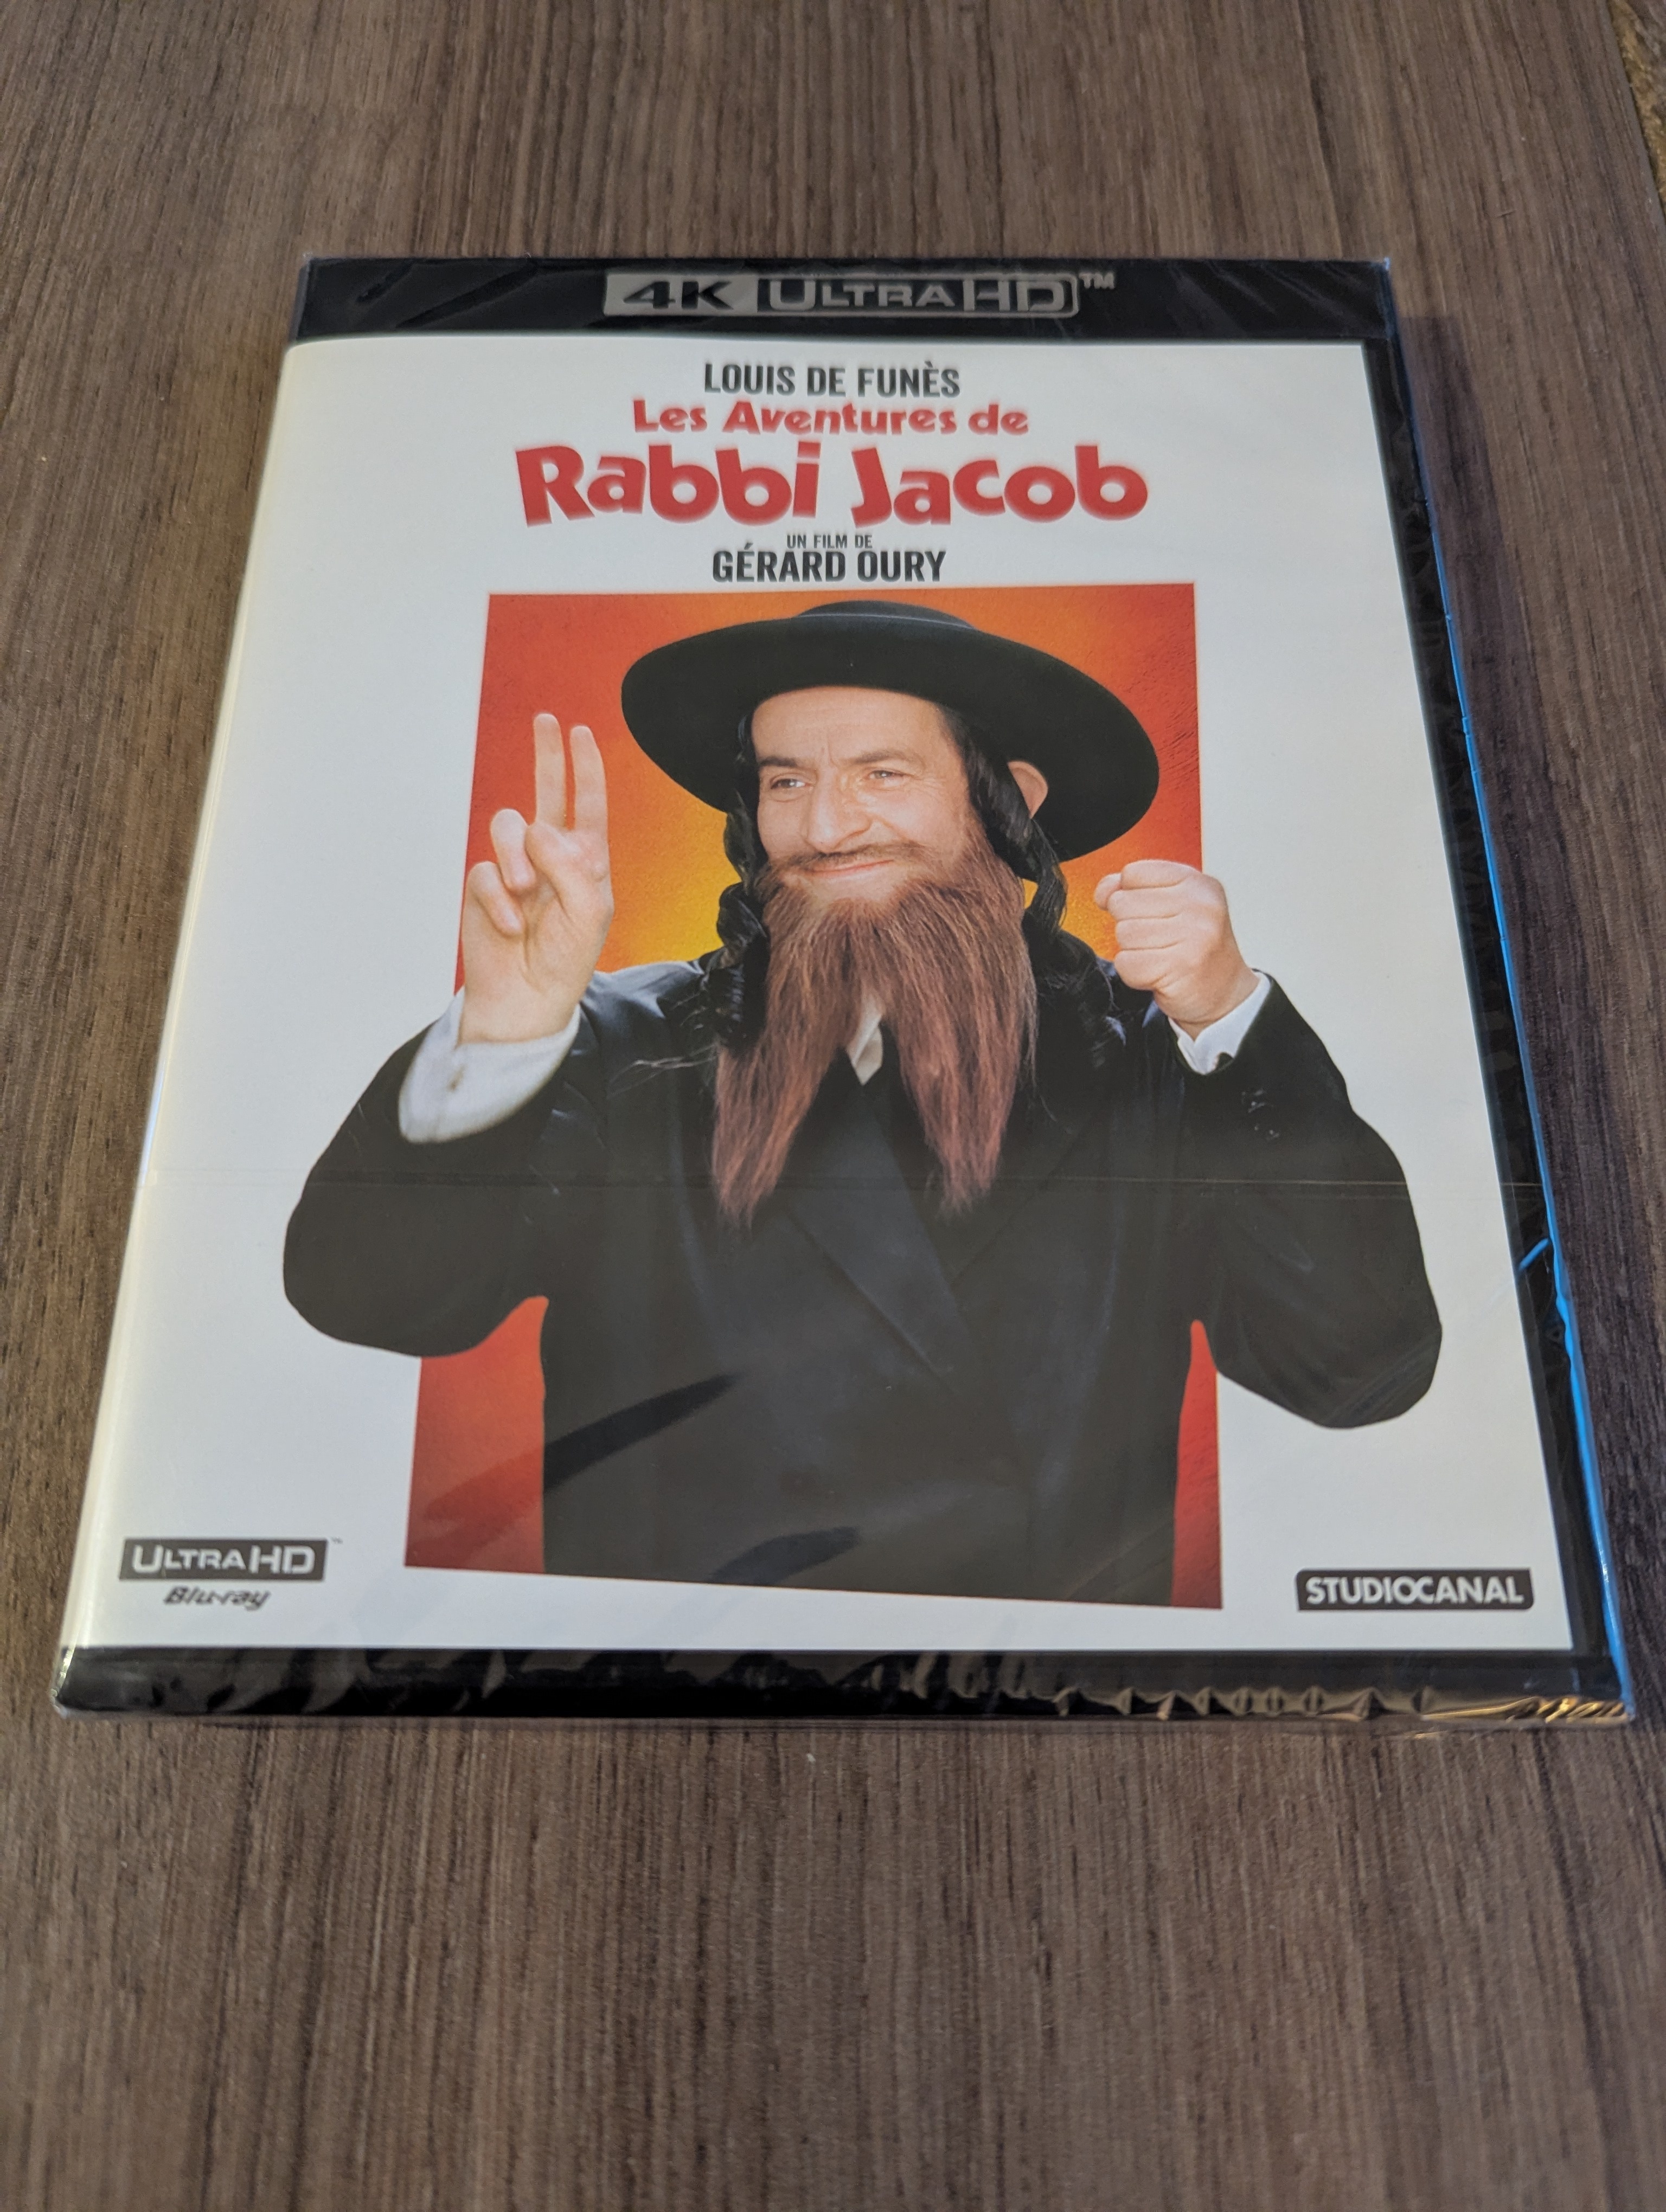 4K ULTRA HD™
LOUIS DE FUNÈS
Les Aventures de
Rabbi Jacob
UN FILM DE
GÉRARD OURY
ULTRA HD™
Blu-ray
STUDIOCANAL